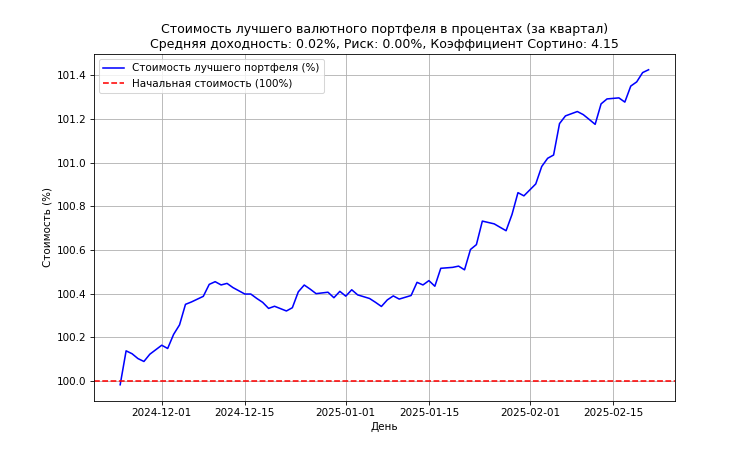 Стоимость лучшего валютного портфеля в процентах (за квартал)
Средняя доходность: 0.02%, Риск: 0.00%, Коэффициент Сортино: 4.15
Стоимость лучшего портфеля (%)
Начальная стоимость (100%)
Стоимость (%)
101.4
101.2
101.0
100.8
100.6
100.4
100.2
100.0
2024-12-01
2024-12-15
2025-01-01
2025-01-15
2025-02-01
2025-02-15
День